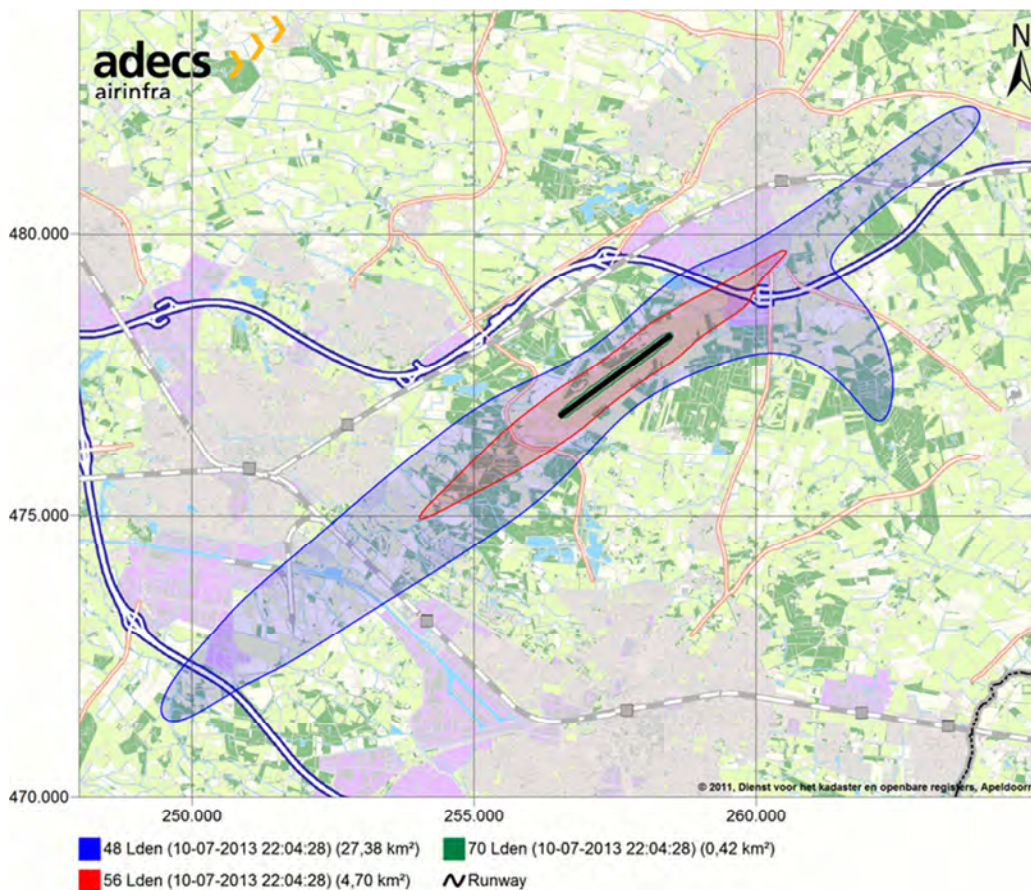 adecs
airinfra
N
480.000
475.000
470.000
© 2011, Dienst voor het kadaster en openbare registers, Apeldoorn
250.000 255.000 260.000
48 Lden (10-07-2013 22:04:28) (27,38 km²) 70 Lden (10-07-2013 22:04:28) (0,42 km²)
56 Lden (10-07-2013 22:04:28) (4,70 km²) Runway